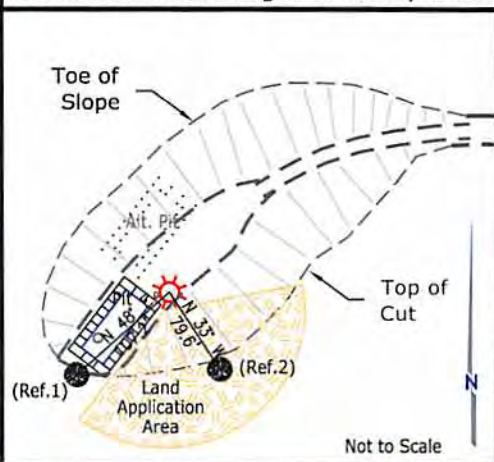 Toe of
Slope
Alt. Pit
Pit
N 48°
N 33° W
79.6'
Top of
Cut
(Ref.1)
(Ref.2)
Land
Application
Area
N
Not to Scale